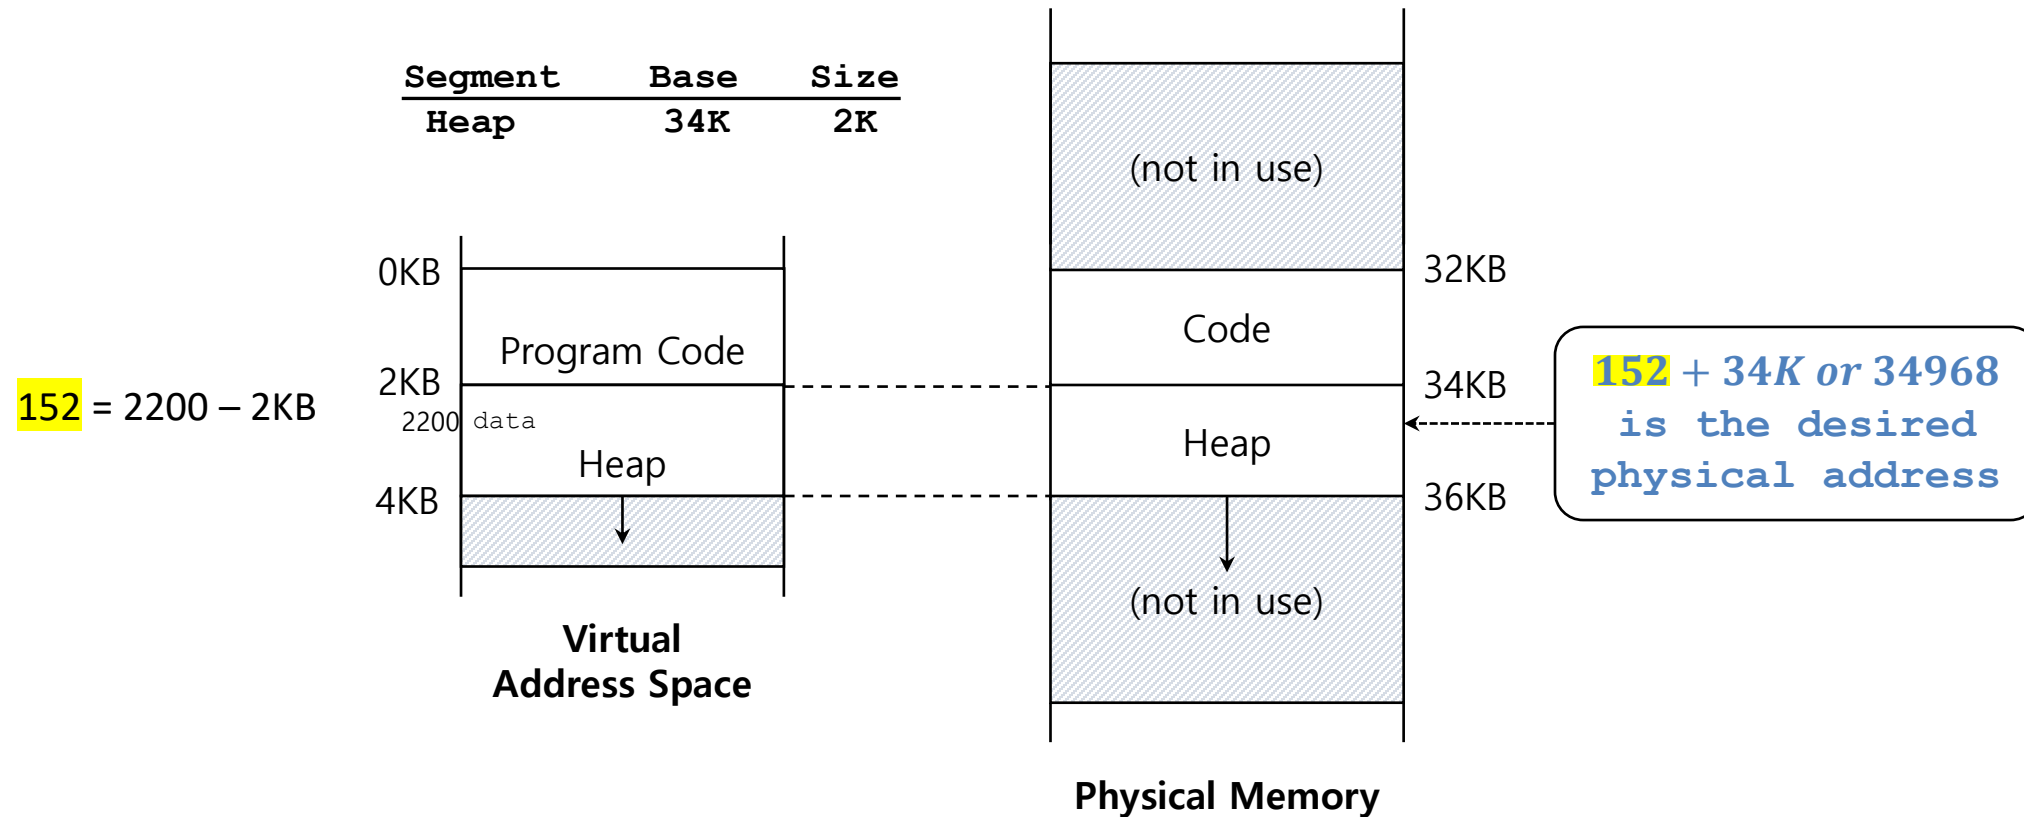 Segment Base Size
Heap 34K 2K
152 = 2200 – 2KB
0KB
Program Code
2KB
2200 data
Heap
4KB
Virtual
Address Space
(not in use)
32KB
Code
34KB
Heap
36KB
(not in use)
Physical Memory
152 + 34K or 34968
is the desired
physical address